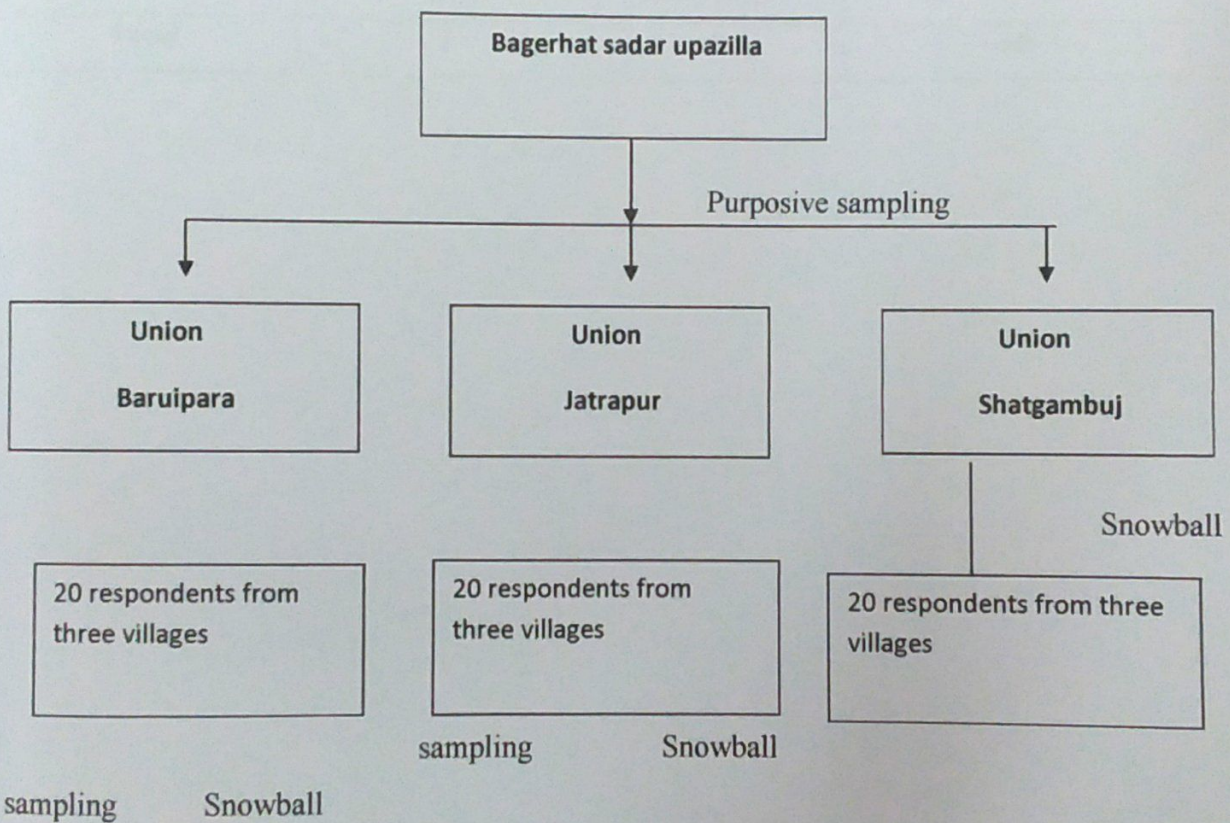 Bagerhat sadar upazilla
Purposive sampling
Union
Baruipara
Union
Jatrapur
Union
Shatgambuj
Snowball
20 respondents from
three villages
20 respondents from
three villages
20 respondents from three
villages
sampling Snowball
sampling Snowball